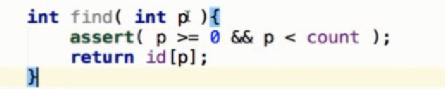 int find( int p ){
assert( p >= 0 && p < count );
return id[p];
}